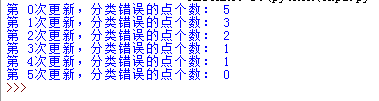 第 0次更新，分类错误的点个数： 5
第 1次更新，分类错误的点个数： 3
第 2次更新，分类错误的点个数： 2
第 3次更新，分类错误的点个数： 1
第 4次更新，分类错误的点个数： 1
第 5次更新，分类错误的点个数： 0
>>>